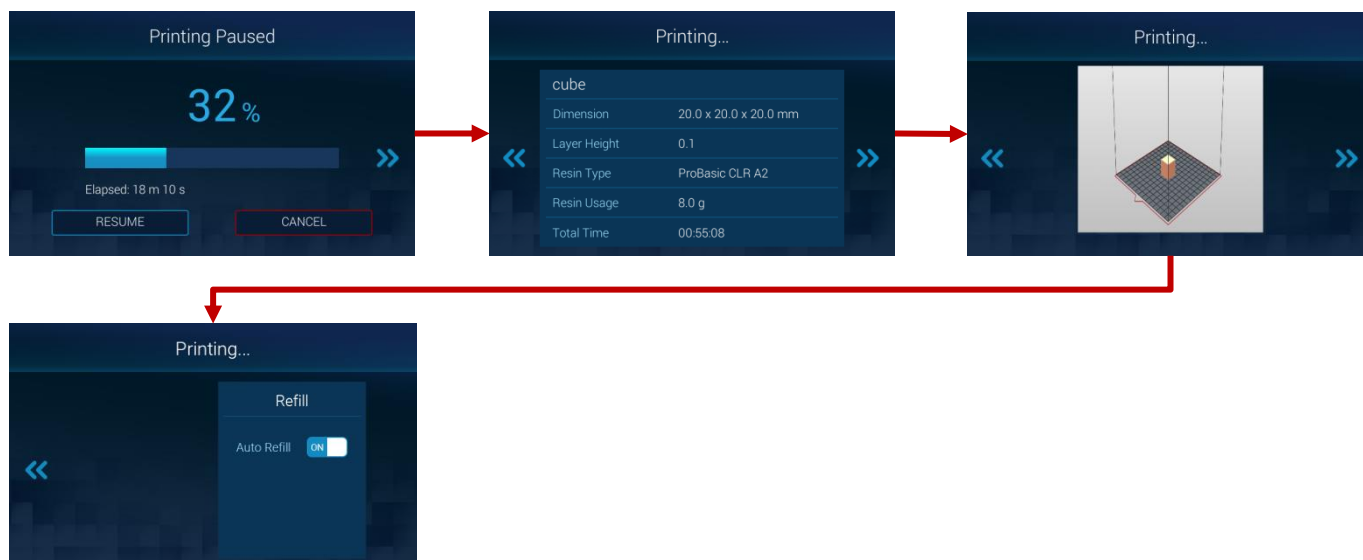 Printing Paused
32 %
Elapsed: 18 m 10 s
RESUME CANCEL
Printing...
cube
Dimension 20.0 x 20.0 x 20.0 mm
Layer Height 0.1
Resin Type ProBasic CLR A2
Resin Usage 8.0 g
Total Time 00:55:08
Printing...
Printing...
Refill
Auto Refill ON